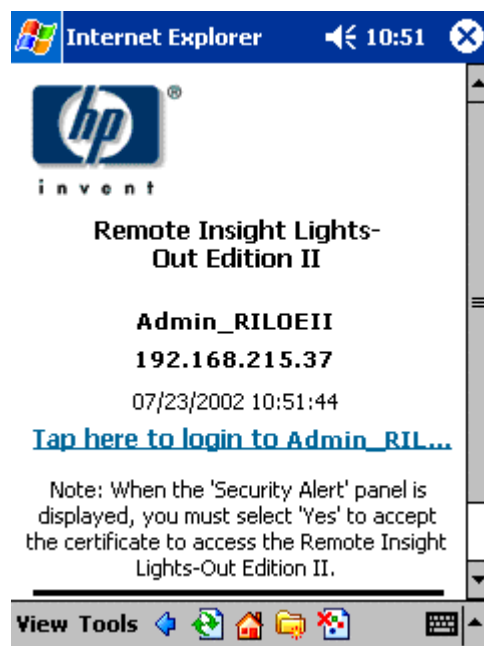 Internet Explorer 10:51
hp
®
invent
Remote Insight Lights-
Out Edition II
Admin_RILOEII
192.168.215.37
07/23/2002 10:51:44
Tap here to login to Admin_RIL...
Note: When the 'Security Alert' panel is
displayed, you must select 'Yes' to accept
the certificate to access the Remote Insight
Lights-Out Edition II.
View Tools